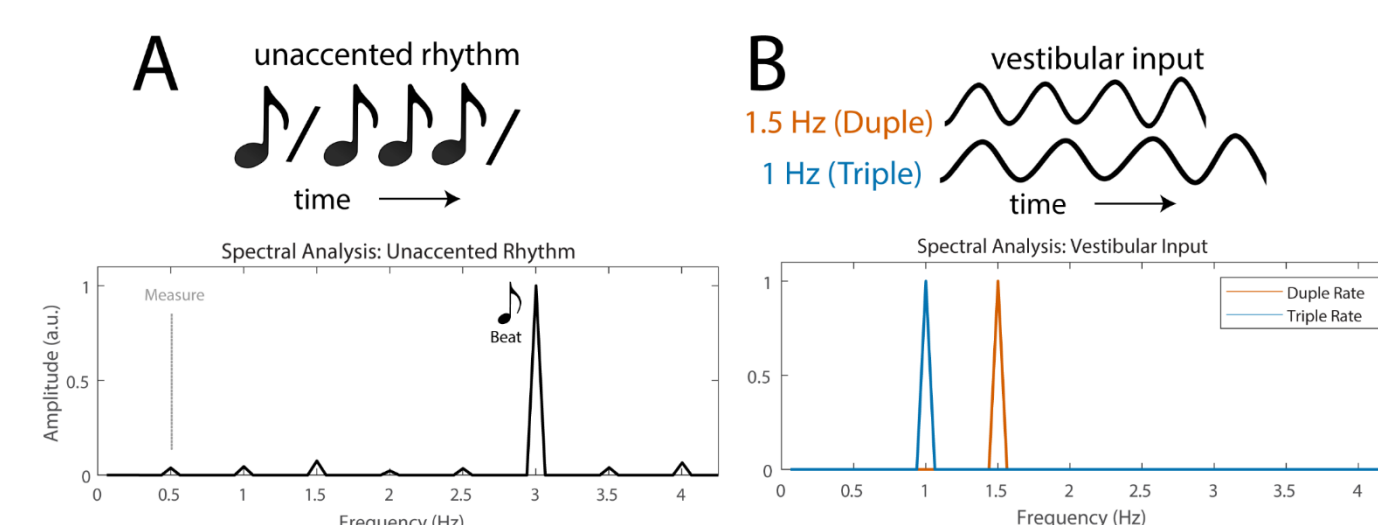 A
unaccented rhythm
time
Spectral Analysis: Unaccented Rhythm
Amplitude (a.u.)
1
0.5
0
Measure
Beat
0 0.5 1 1.5 2 2.5 3 3.5 4
Frequency (Hz)
B
vestibular input
1.5 Hz (Duple)
1 Hz (Triple)
time
Spectral Analysis: Vestibular Input
1
0.5
0
Duple Rate
Triple Rate
0 0.5 1 1.5 2 2.5 3 3.5 4
Frequency (Hz)